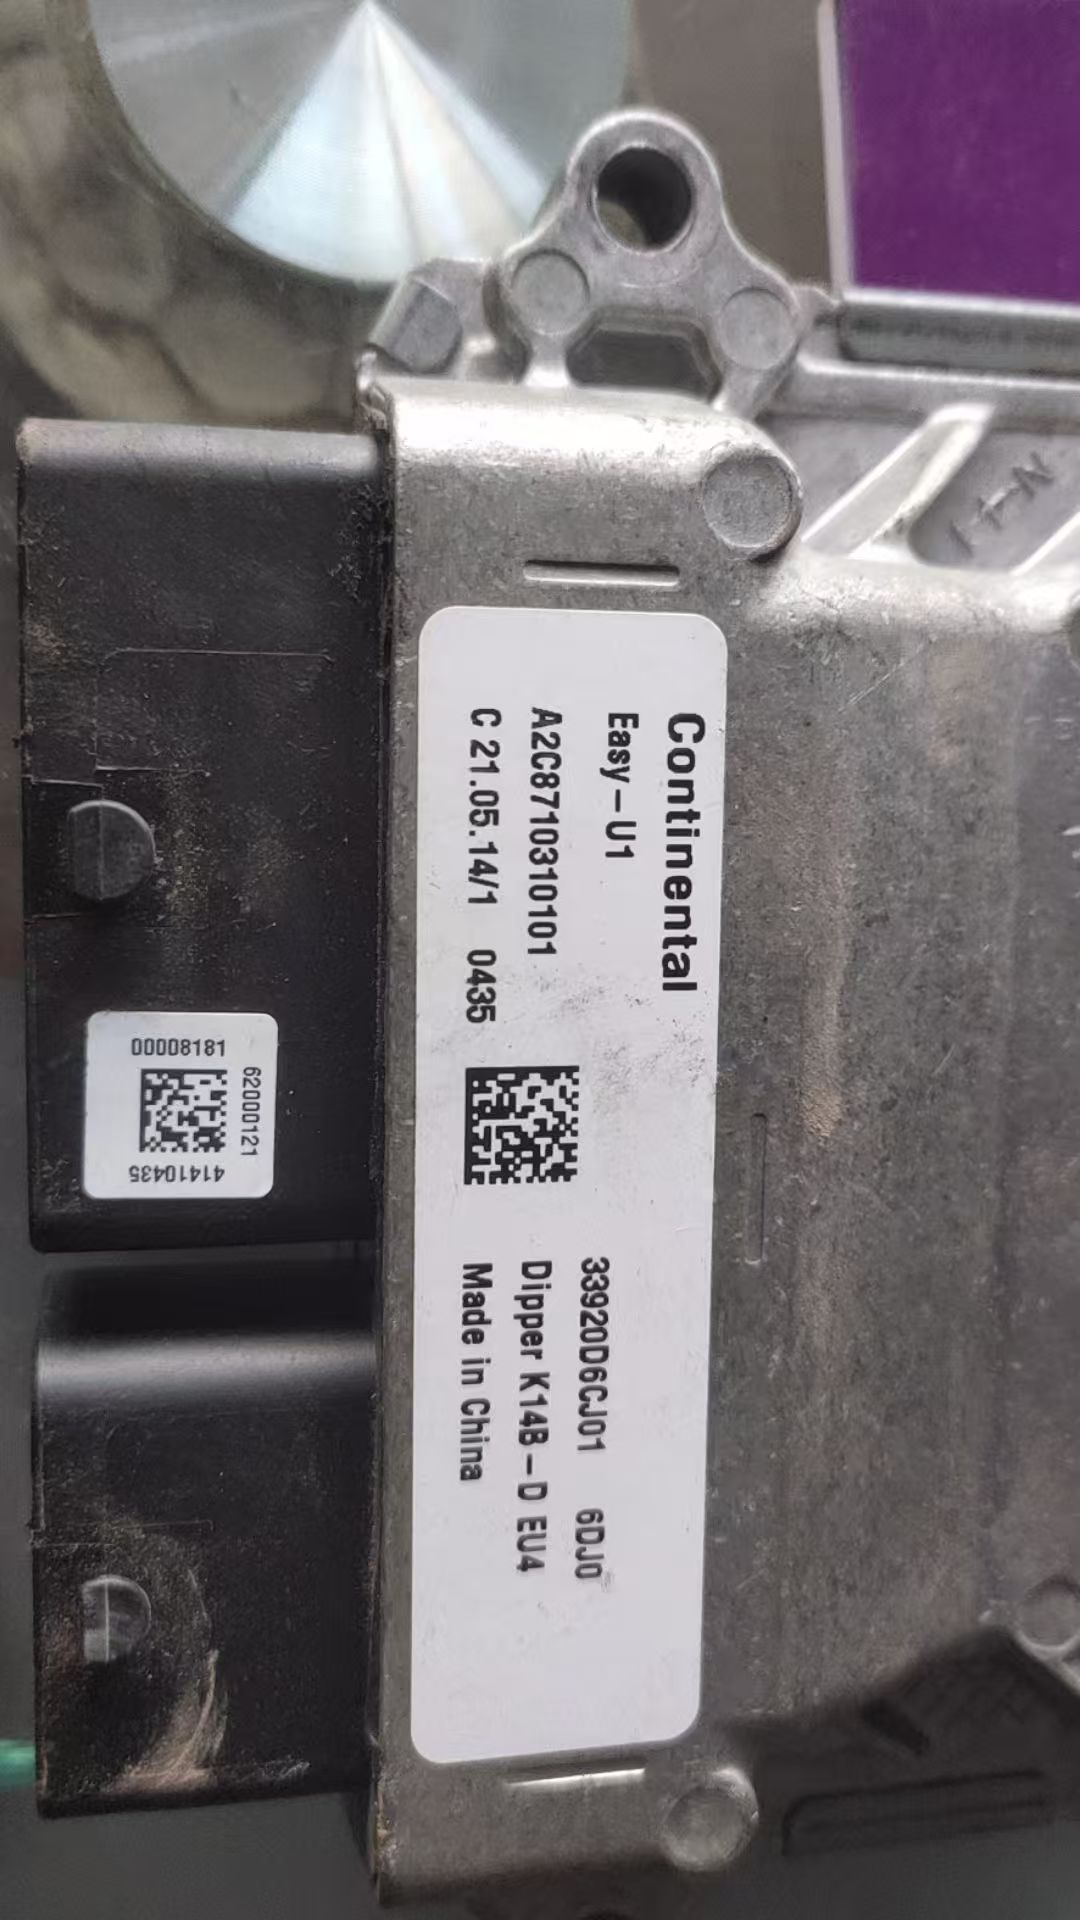 Continental
Easy-U1
A2C8710310101
C 21.05.14/1 0435
33920D6CJ01 6DJ0
Dipper K14B-D EU4
Made in China
00008181
62000121
41410435